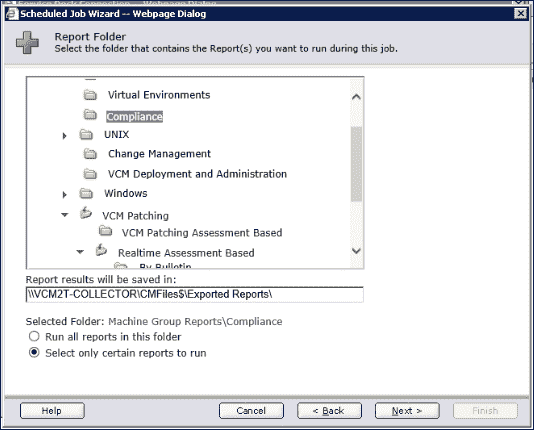 Scheduled Job Wizard -- Webpage Dialog
Report Folder
Select the folder that contains the Report(s) you want to run during this job.
Virtual Environments
Compliance
UNIX
Change Management
VCM Deployment and Administration
Windows
VCM Patching
VCM Patching Assessment Based
Realtime Assessment Based
By Bulletin
Report results will be saved in:
\\VCM2T-COLLECTOR\CMFiles$\Exported Reports\
Selected Folder: Machine Group Reports\Compliance
Run all reports in this folder
Select only certain reports to run
Help Cancel < Back Next > Finish